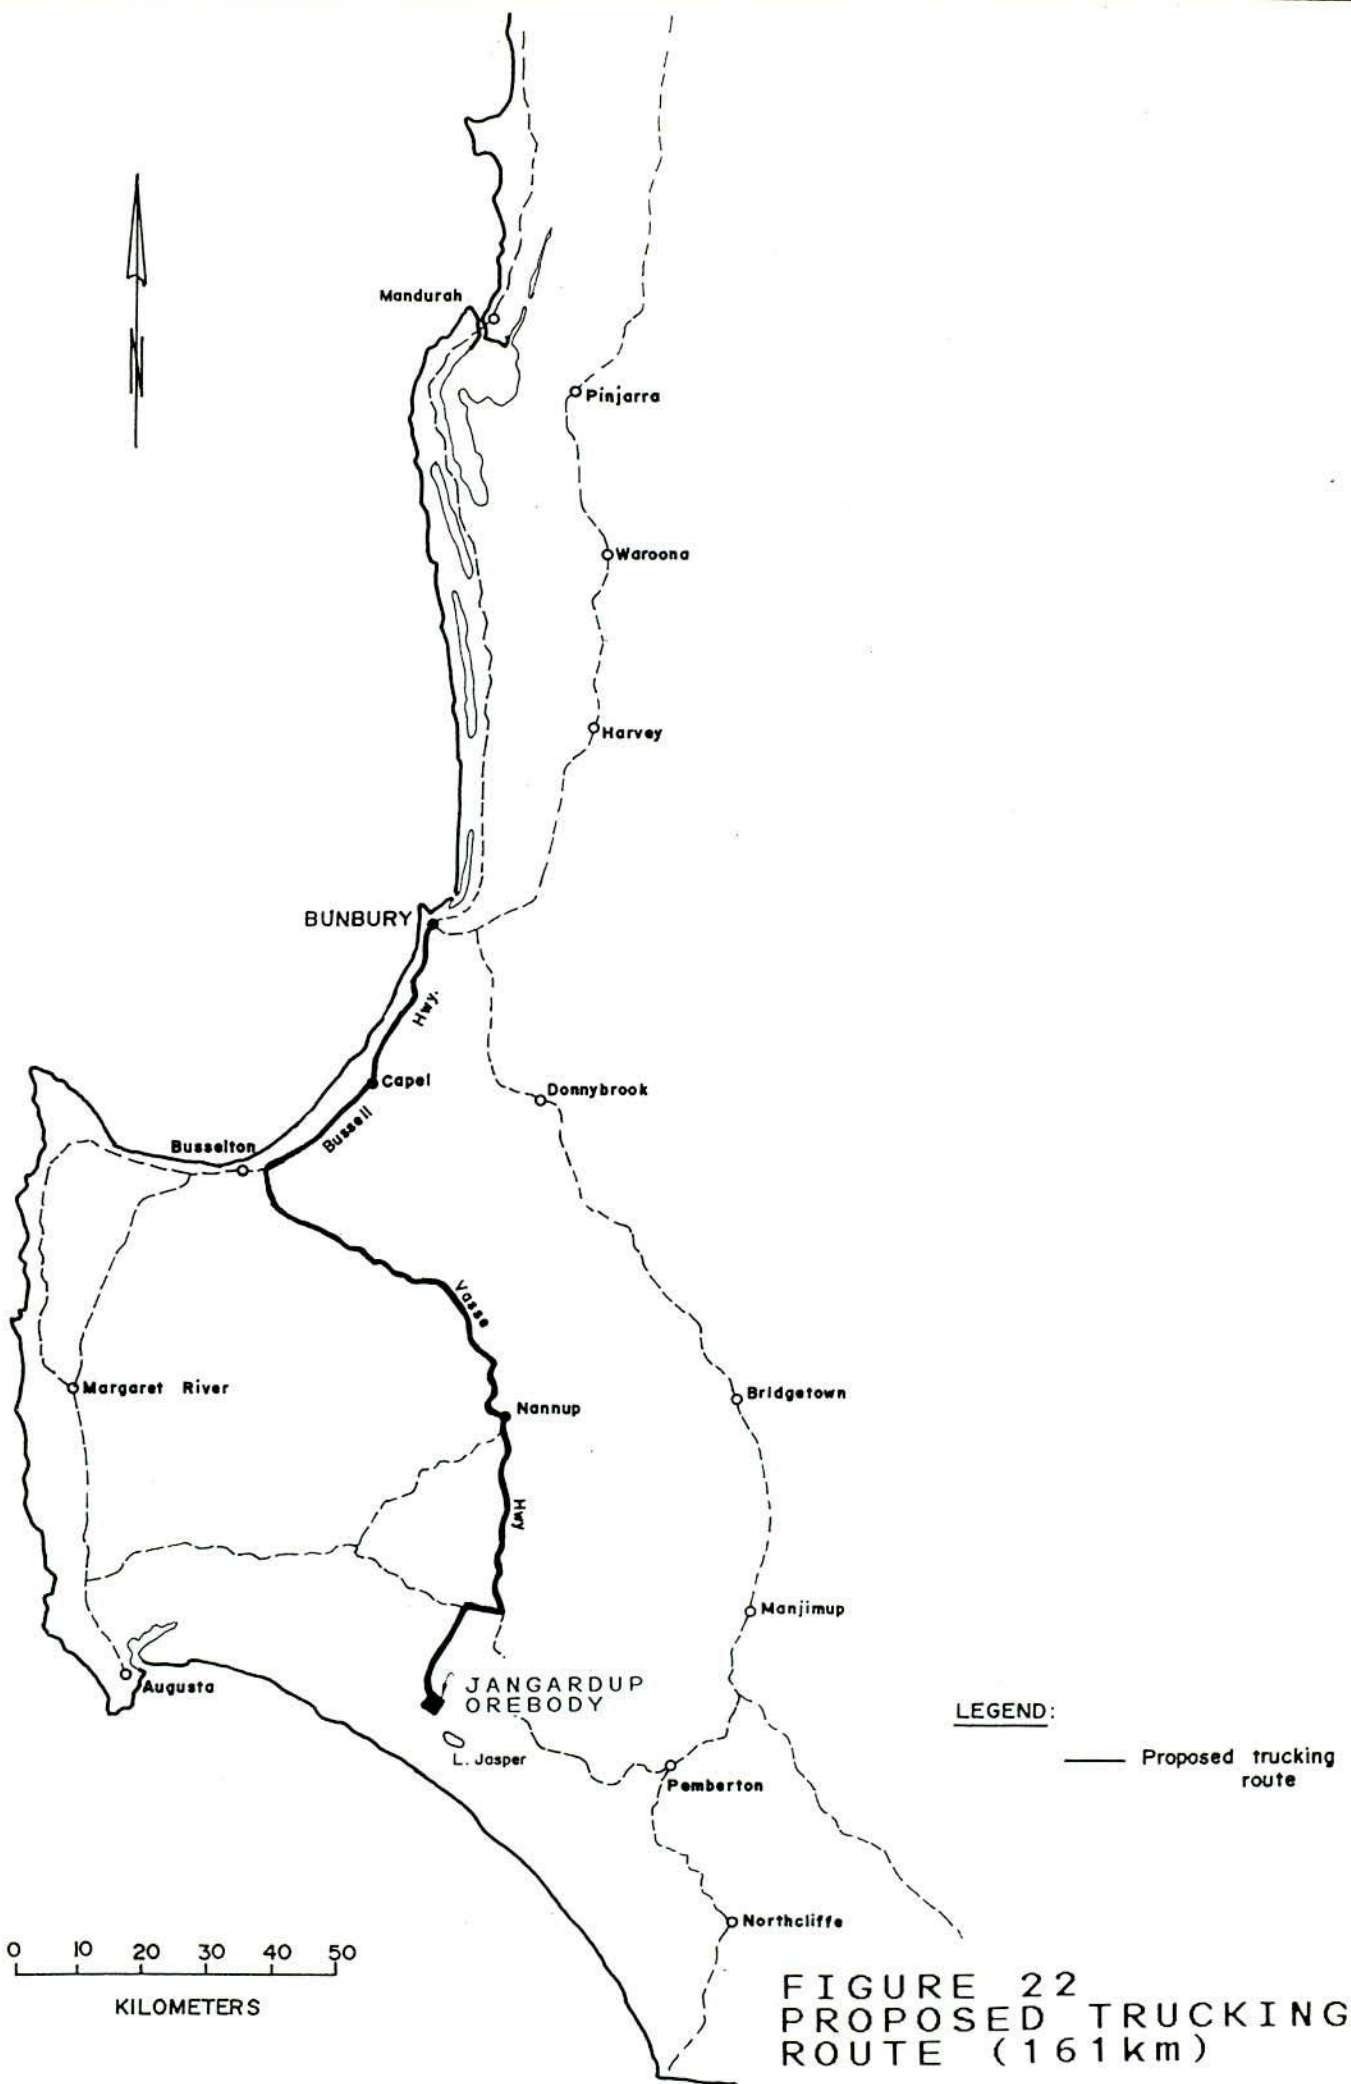 N
Mandurah
Pinjarra
Waroona
Harvey
BUNBURY
Hwy.
Capel
Bussell
Donnybrook
Busselton
Vasse
Margaret River
Nannup
Bridgetown
Hwy
Manjimup
Augusta
JANGARDUP
OREBODY
L. Jasper
Pemberton
LEGEND:
Proposed trucking
route
Northcliffe
0 10 20 30 40 50
KILOMETERS
FIGURE 22
PROPOSED TRUCKING
ROUTE (161km)